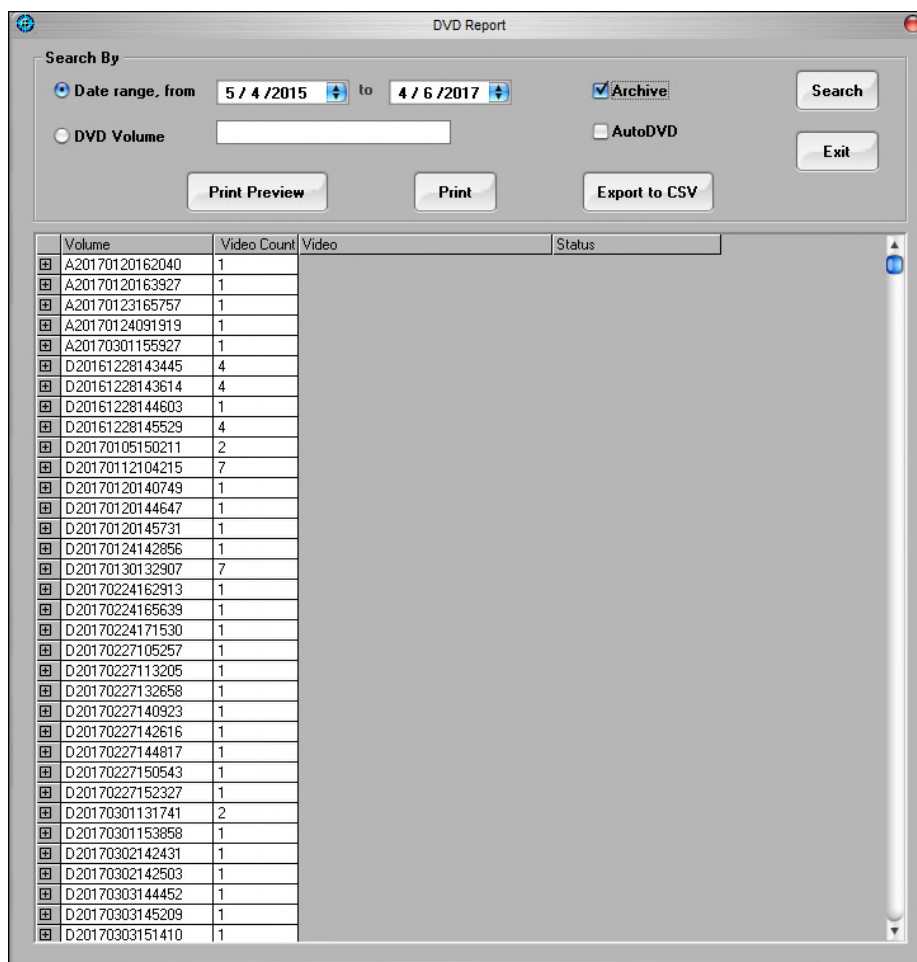 DVD Report
Search By
Date range, from 5 / 4 /2015 to 4 / 6 /2017 Archive Search
DVD Volume AutoDVD Exit
Print Preview Print Export to CSV
Volume Video Count Video Status
A20170120162040 1
A20170120163927 1
A20170123165757 1
A20170124091919 1
A20170301155927 1
D20161228143445 4
D20161228143614 4
D20161228144603 1
D20161228145529 4
D20170105150211 2
D20170112104215 7
D20170120140749 1
D20170120144647 1
D20170120145731 1
D20170124142856 1
D20170130132907 7
D20170224162913 1
D20170224165639 1
D20170224171530 1
D20170227105257 1
D20170227113205 1
D20170227132658 1
D20170227140923 1
D20170227142616 1
D20170227144817 1
D20170227150543 1
D20170227152327 1
D20170301131741 2
D20170301153858 1
D20170302142431 1
D20170302142503 1
D20170303144452 1
D20170303145209 1
D20170303151410 1